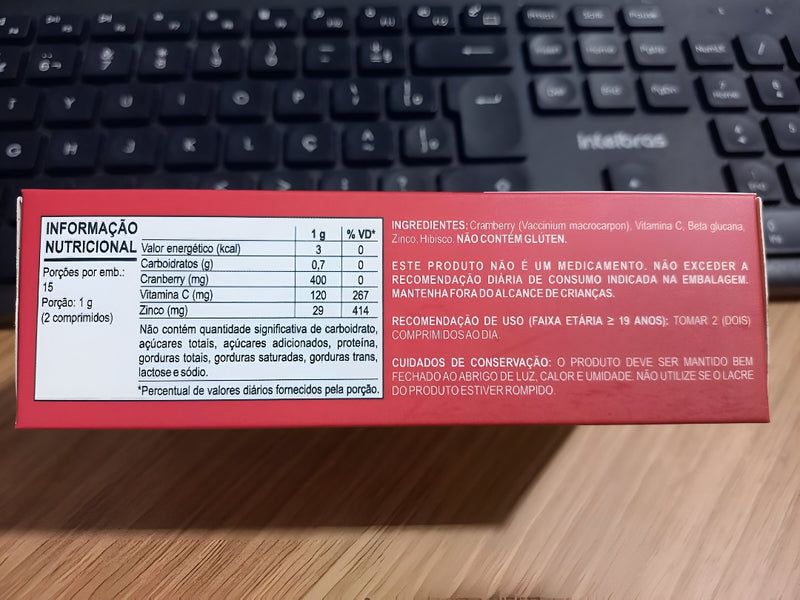 intelbras
INFORMAÇÃO
NUTRICIONAL
Porções por emb.:
15
Porção: 1 g
(2 comprimidos)
1 g % VD*
Valor energético (kcal) 3 0
Carboidratos (g) 0,7 0
Cranberry (mg) 400 0
Vitamina C (mg) 120 267
Zinco (mg) 29 414
Não contém quantidade significativa de carboidrato,
açúcares totais, açúcares adicionados, proteína,
gorduras totais, gorduras saturadas, gorduras trans,
lactose e sódio.
*Percentual de valores diários fornecidos pela porção.
INGREDIENTES: Cranberry (Vaccinium macrocarpon), Vitamina C, Beta glucana,
Zinco, Hibisco. NÃO CONTÉM GLÚTEN.
ESTE PRODUTO NÃO É UM MEDICAMENTO. NÃO EXCEDER A
RECOMENDAÇÃO DIÁRIA DE CONSUMO INDICADA NA EMBALAGEM.
MANTENHA FORA DO ALCANCE DE CRIANÇAS.
RECOMENDAÇÃO DE USO (FAIXA ETÁRIA ≥ 19 ANOS): TOMAR 2 (DOIS)
COMPRIMIDOS AO DIA.
CUIDADOS DE CONSERVAÇÃO: O PRODUTO DEVE SER MANTIDO BEM
FECHADO AO ABRIGO DE LUZ, CALOR E UMIDADE. NÃO UTILIZE SE O LACRE
DO PRODUTO ESTIVER ROMPIDO.